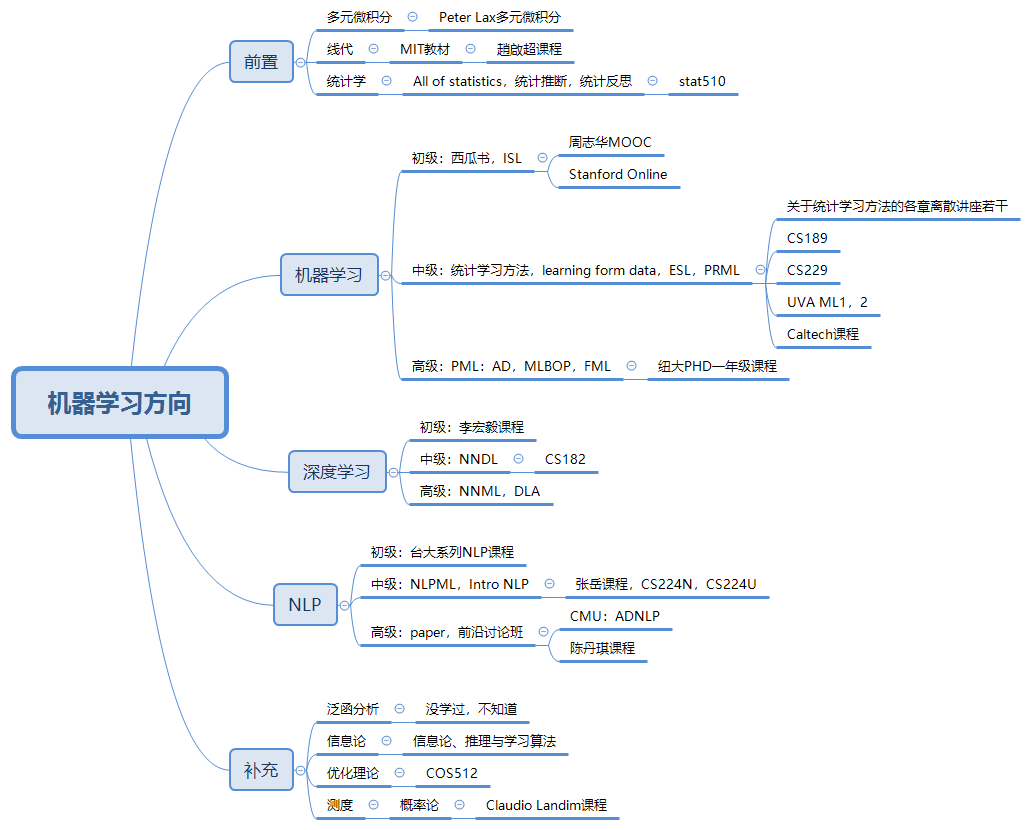 机器学习方向
前置
多元微积分
Peter Lax多元微积分
线代
MIT教材
趙啟超课程
统计学
All of statistics，统计推断，统计反思
stat510
机器学习
初级：西瓜书，ISL
周志华MOOC
Stanford Online
中级：统计学习方法，learning form data，ESL，PRML
关于统计学习方法的各章离散讲座若干
CS189
CS229
UVA ML1，2
Caltech课程
高级：PML：AD，MLBOP，FML
纽大PHD一年级课程
深度学习
初级：李宏毅课程
中级：NNDL
CS182
高级：NNML，DLA
NLP
初级：台大系列NLP课程
中级：NLPML，Intro NLP
张岳课程，CS224N，CS224U
高级：paper，前沿讨论班
CMU：ADNLP
陈丹琪课程
补充
泛函分析
没学过，不知道
信息论
信息论、推理与学习算法
优化理论
COS512
测度
概率论
Claudio Landim课程